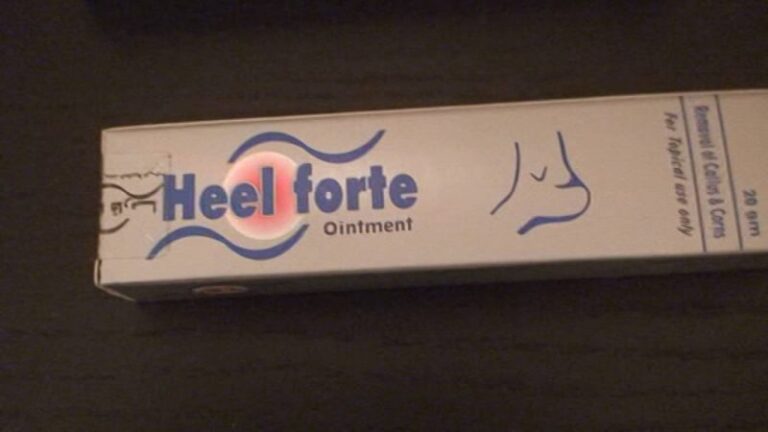 Heel forte
Ointment
For Topical use only
Removal of Callus & Corns
20 gm